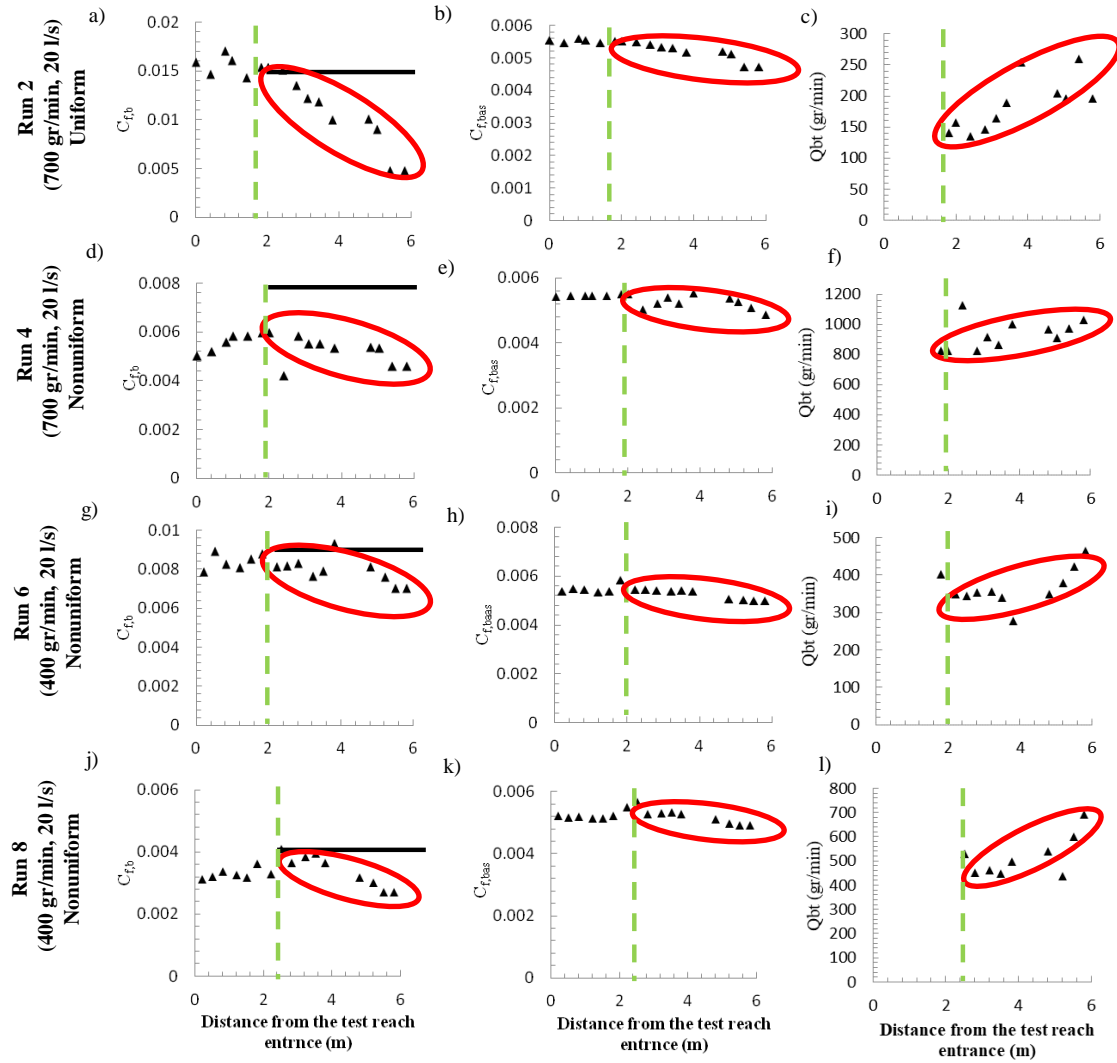 a)
b)
c)
Run 2
(700 gr/min, 20 l/s)
Uniform
0.02
0.015
0.01
0.005
0
C_{f,b}
0 2 4 6
0.006
0.005
0.004
0.003
0.002
0.001
0
C_{f,bas}
0 2 4 6
300
250
200
150
100
50
0
Qbt (gr/min)
0 2 4 6
d)
e)
f)
Run 4
(700 gr/min, 20 l/s)
Nonuniform
0.008
0.006
0.004
0.002
0
C_{f,b}
0 2 4 6
0.006
0.004
0.002
0
C_{f,bas}
0 2 4 6
1200
1000
800
600
400
200
0
Qbt (gr/min)
0 2 4 6
g)
h)
i)
Run 6
(400 gr/min, 20 l/s)
Nonuniform
0.01
0.008
0.006
0.004
0.002
0
C_{f,b}
0 2 4 6
0.008
0.006
0.004
0.002
0
C_{f,baas}
0 2 4 6
500
400
300
200
100
0
Qbt (gr/min)
0 2 4 6
j)
k)
l)
Run 8
(400 gr/min, 20 l/s)
Nonuniform
0.006
0.004
0.002
0
C_{f,b}
0 2 4 6
Distance from the test reach
entrnce (m)
0.006
0.004
0.002
0
C_{f,bas}
0 2 4 6
Distance from the test reach
entrnce (m)
800
700
600
500
400
300
200
100
0
Qbt (gr/min)
0 2 4 6
Distance from the test reach
entrance (m)